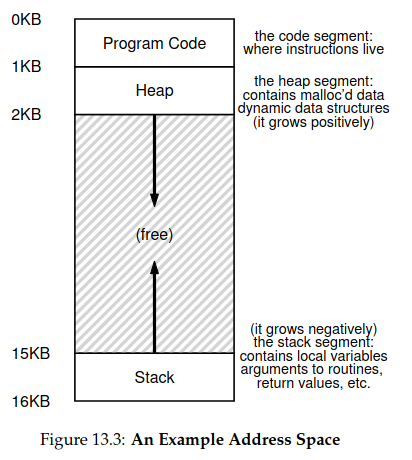 0KB
Program Code
the code segment:
where instructions live
1KB
Heap
the heap segment:
contains malloc'd data
dynamic data structures
(it grows positively)
2KB
(free)
(it grows negatively)
the stack segment:
contains local variables
arguments to routines,
return values, etc.
15KB
Stack
16KB
Figure 13.3: An Example Address Space